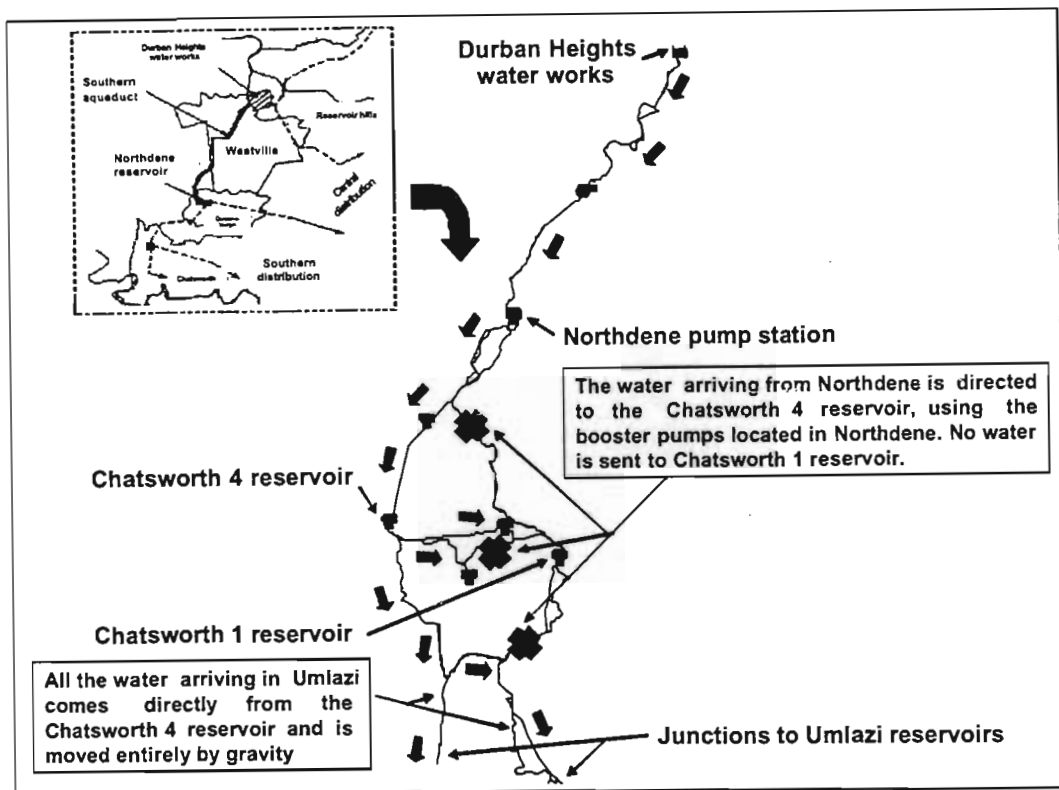 Durban Heights
water works
Southern
aqueduct
Reservoir hills
Westville
Northdene
reservoir
Central
distribution
Southern
distribution
Chatsworth
Durban Heights
water works
Northdene pump station
The water arriving from Northdene is directed
to the Chatsworth 4 reservoir, using the
booster pumps located in Northdene. No water
is sent to Chatsworth 1 reservoir.
Chatsworth 4 reservoir
Chatsworth 1 reservoir
All the water arriving in Umlazi
comes directly from the
Chatsworth 4 reservoir and is
moved entirely by gravity
Junctions to Umlazi reservoirs